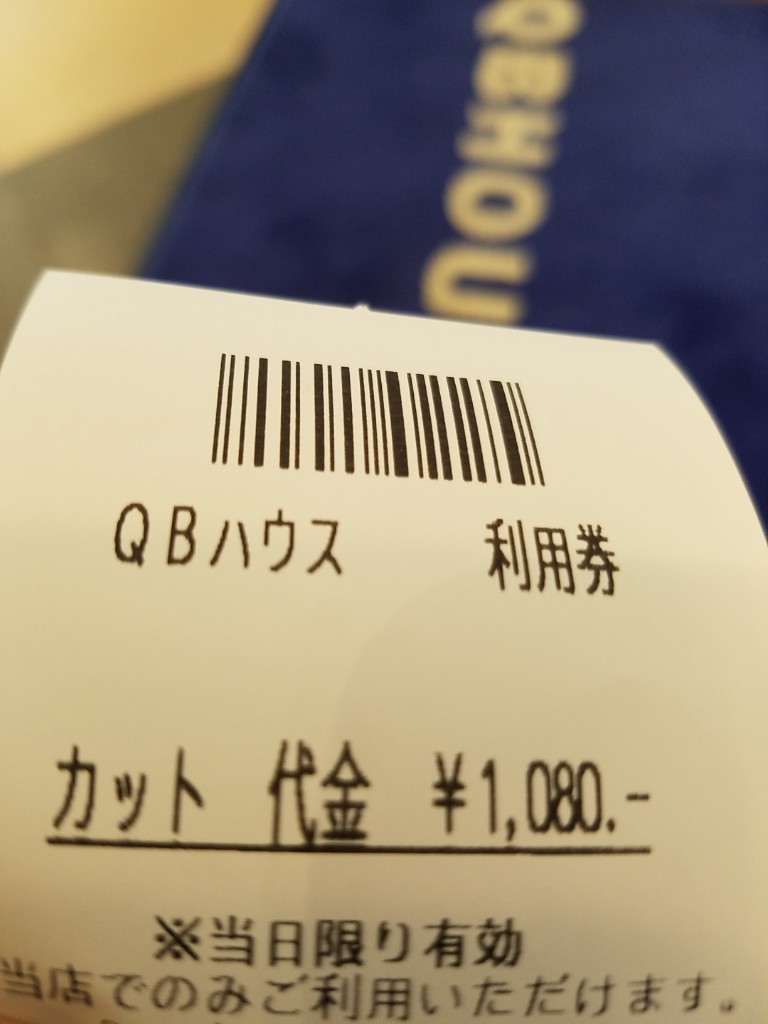 QBHOU
QBハウス 利用券
カット 代金 ¥1,080.-
※当日限り有効
当店でのみご利用いただけます。